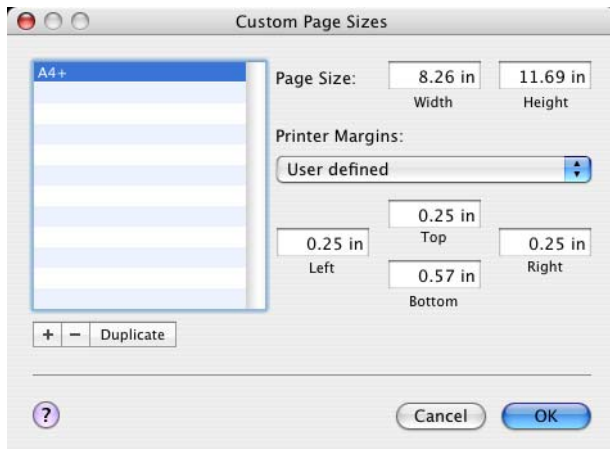 Custom Page Sizes
A4+
Page Size:
8.26 in
11.69 in
Width
Height
Printer Margins:
User defined
0.25 in
Top
0.25 in
Left
0.25 in
Right
0.57 in
Bottom
+
−
Duplicate
?
Cancel
OK